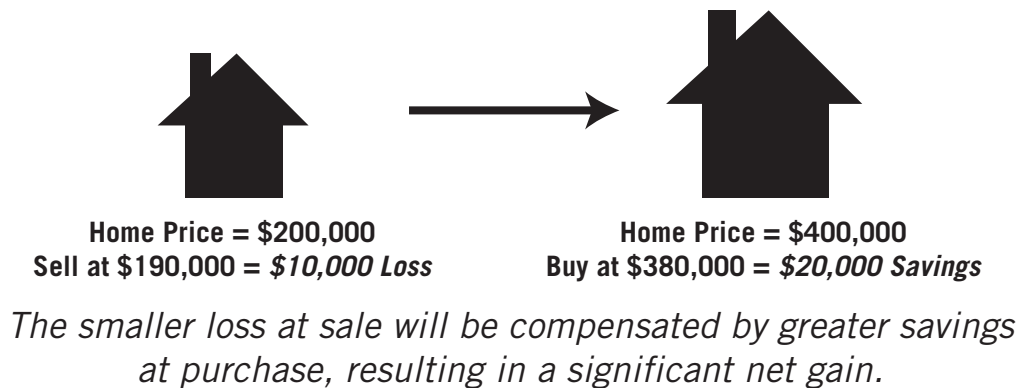 Home Price = $200,000
Sell at $190,000 = $10,000 Loss
Home Price = $400,000
Buy at $380,000 = $20,000 Savings
The smaller loss at sale will be compensated by greater savings
at purchase, resulting in a significant net gain.